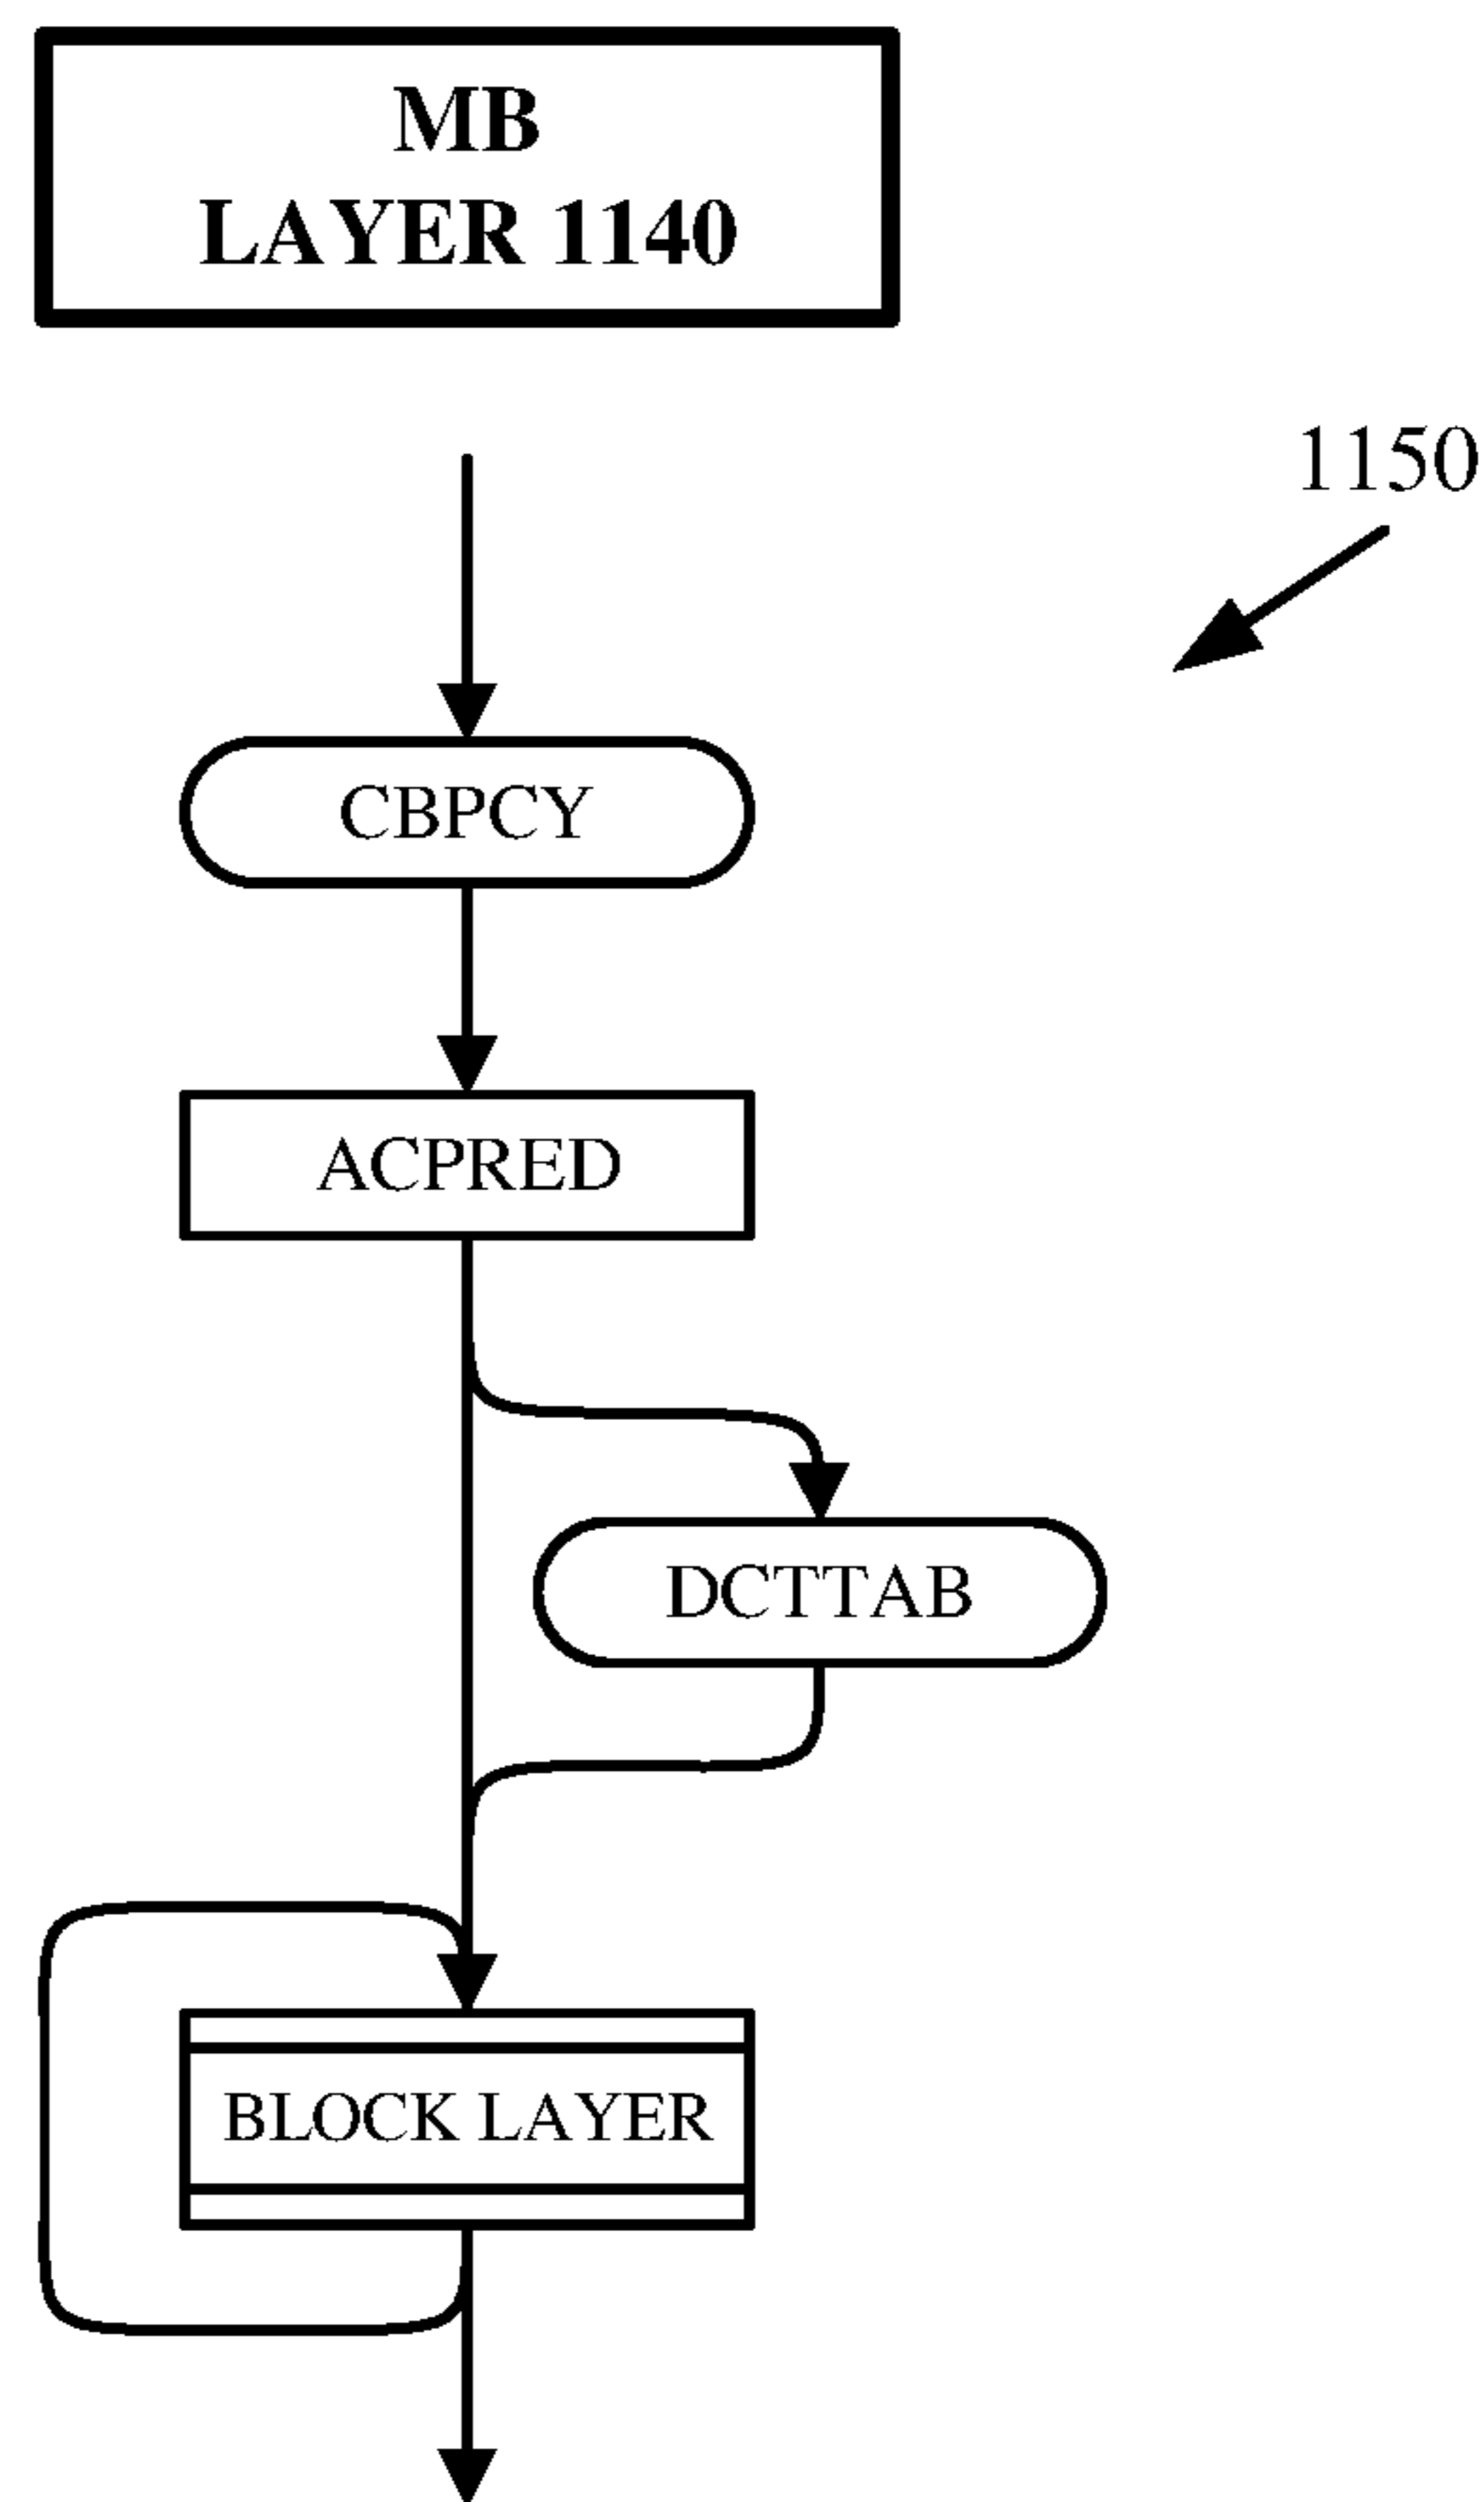 MB
LAYER 1140
1150
CBPCY
ACPRED
DCTTAB
BLOCK LAYER